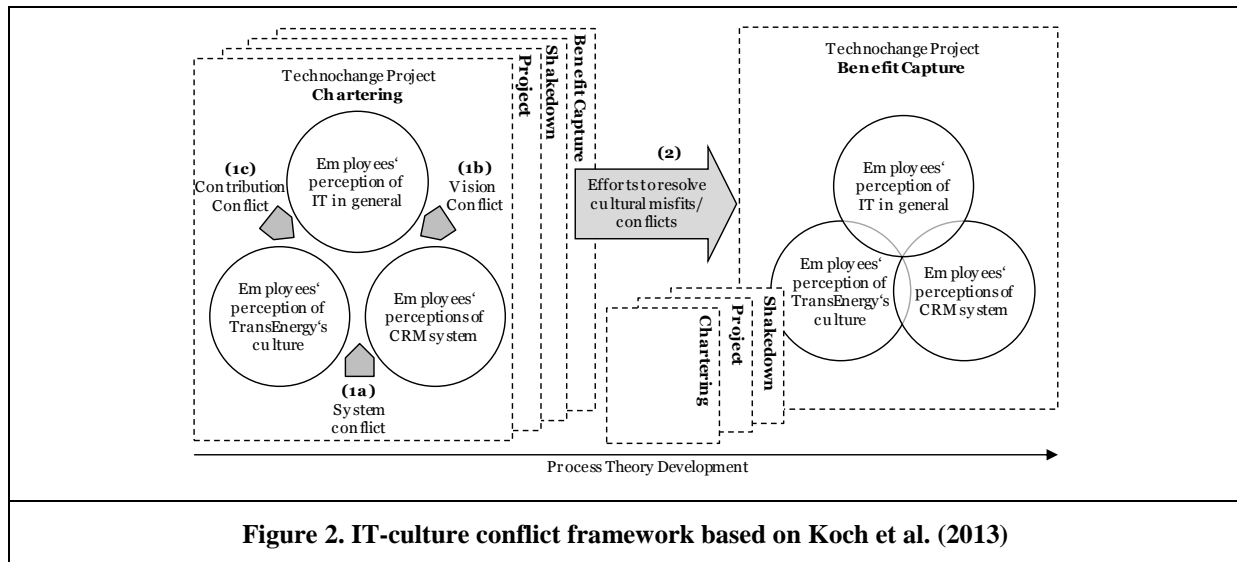 Technochange Project
Chartering
Project
Shakedown
Benefit Capture
Employees‘
perception of
IT in general
(1c)
Contribution
Conflict
(1b)
Vision
Conflict
Employees‘
perception of
TransEnergy‘s
culture
Employees‘
perceptions of
CRM system
(1a)
System
conflict
(2)
Efforts to resolve
cultural misfits/
conflicts
Technochange Project
Benefit Capture
Employees‘
perception of
IT in general
Employees‘
perception of
TransEnergy‘s
culture
Employees‘
perceptions of
CRM system
Chartering
Project
Shakedown
Process Theory Development
Figure 2. IT-culture conflict framework based on Koch et al. (2013)